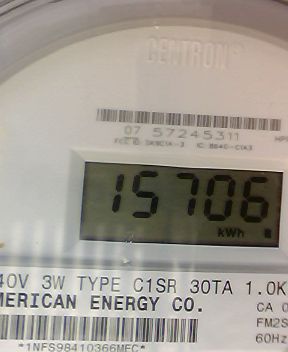 CENTRON®
07 57245311
15706
kWh
40V 3W TYPE C1SR 30TA 1.0K
MERICAN ENERGY CO.
CA 0
FM2S
60Hz
*1NFS98410366MEC*